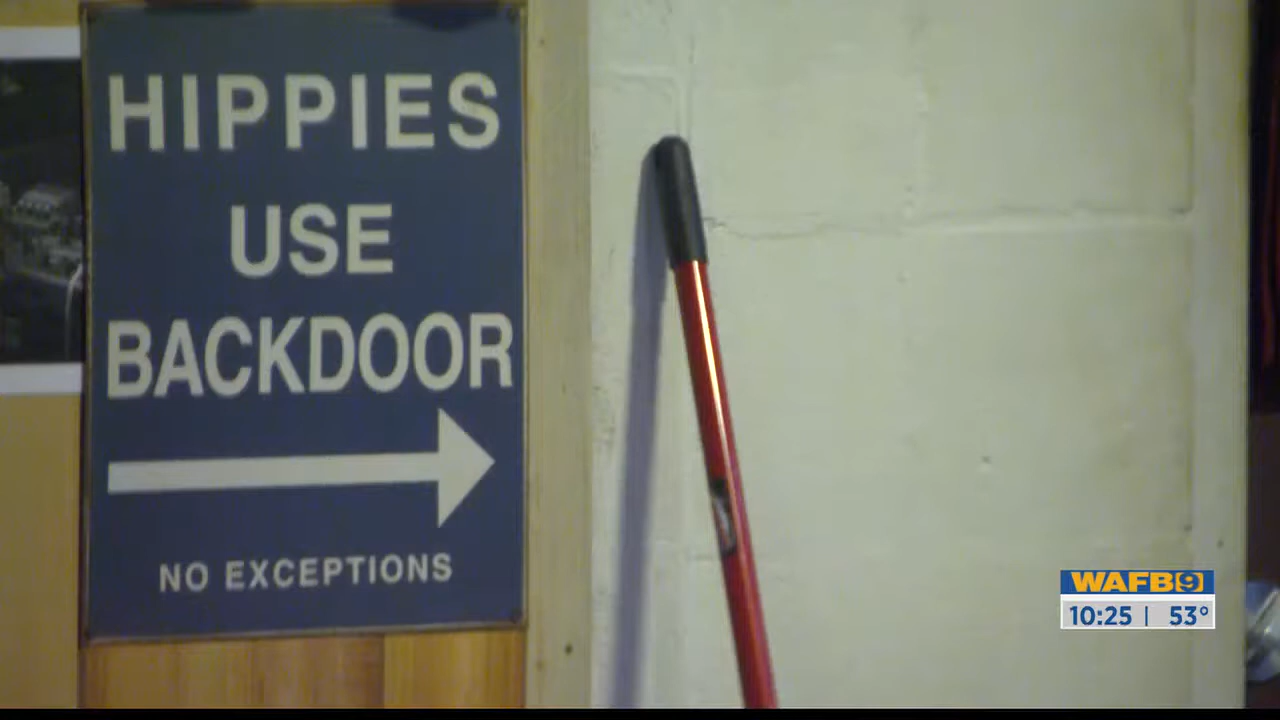 HIPPIES
USE
BACKDOOR
NO EXCEPTIONS
WAFB9
10:25 | 53°